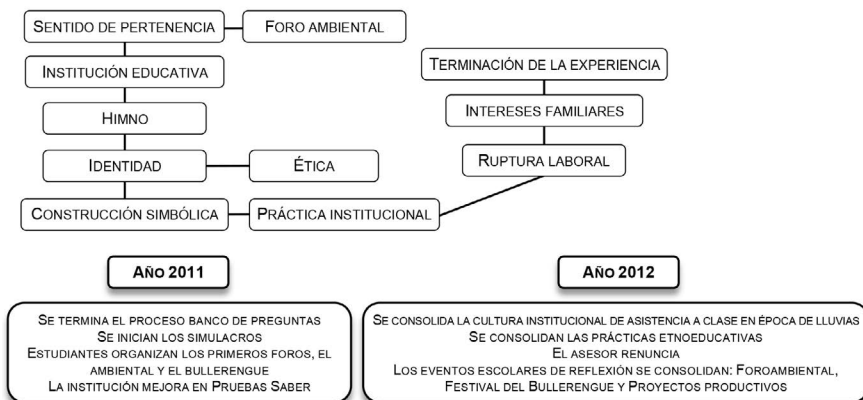 SENTIDO DE PERTENENCIA
FORO AMBIENTAL
INSTITUCIÓN EDUCATIVA
HIMNO
IDENTIDAD
ÉTICA
CONSTRUCCIÓN SIMBÓLICA
PRÁCTICA INSTITUCIONAL
TERMINACIÓN DE LA EXPERIENCIA
INTERESES FAMILIARES
RUPTURA LABORAL
AÑO 2011
SE TERMINA EL PROCESO BANCO DE PREGUNTAS
SE INICIAN LOS SIMULACROS
ESTUDIANTES ORGANIZAN LOS PRIMEROS FOROS, EL
AMBIENTAL Y EL BULLERENGUE
LA INSTITUCIÓN MEJORA EN PRUEBAS SABER
AÑO 2012
SE CONSOLIDA LA CULTURA INSTITUCIONAL DE ASISTENCIA A CLASE EN ÉPOCA DE LLUVIAS
SE CONSOLIDAN LAS PRÁCTICAS ETNOEDUCATIVAS
EL ASESOR RENUNCIA
LOS EVENTOS ESCOLARES DE REFLEXIÓN SE CONSOLIDAN: FOROAMBIENTAL,
FESTIVAL DEL BULLERENGUE Y PROYECTOS PRODUCTIVOS